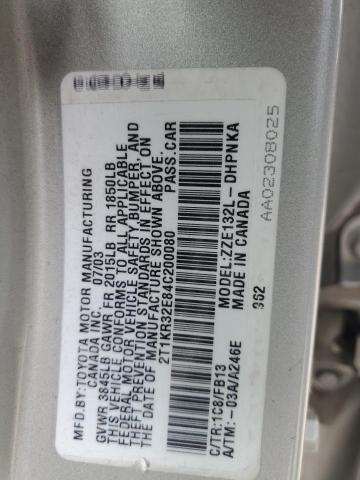 MFD.BY:TOYOTA MOTOR MANUFACTURING
CANADA INC. 07/03
GVWR 3845LB GAWR FR 2015LB RR 1850LB
THIS VEHICLE CONFORMS TO ALL APPLICABLE
FEDERAL MOTOR VEHICLE SAFETY,BUMPER, AND
THEFT PREVENTION STANDARDS IN EFFECT ON
THE DATE OF MANUFACTURE SHOWN ABOVE.
2T1KR32E84C200080 PASS.CAR
MODEL:ZZE132L-DHPNKA
C/TR:1C8/FB13 MADE IN CANADA
A/TM:-03A/A246E 362
AA02308025